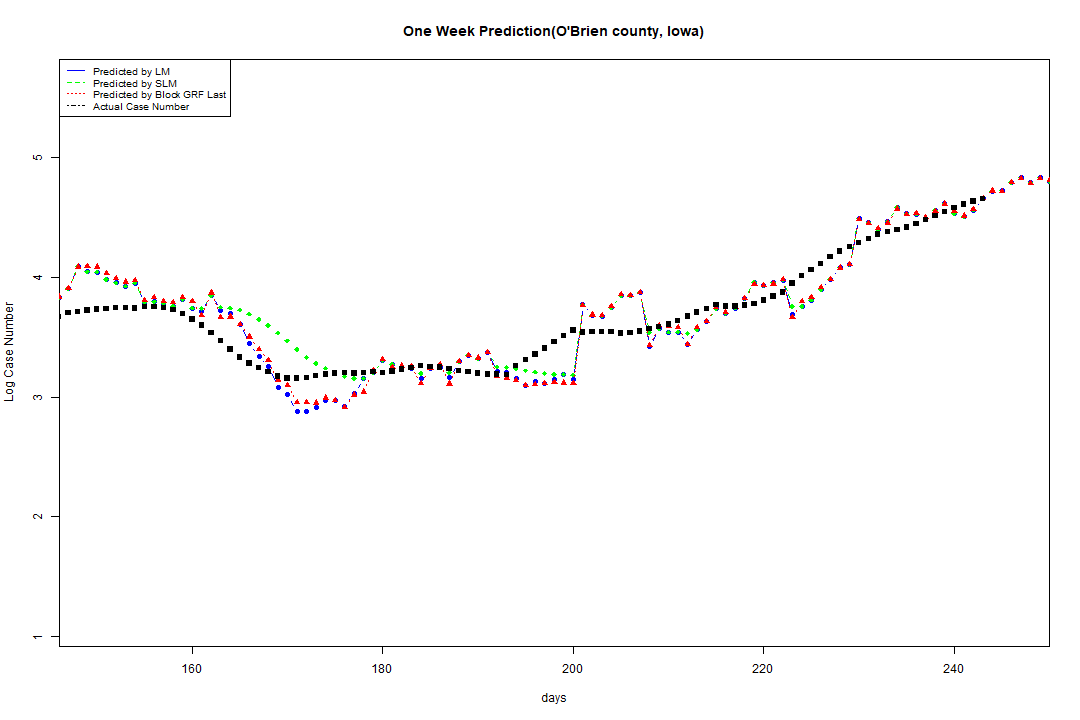 One Week Prediction(O'Brien county, Iowa)
Predicted by LM
Predicted by SLM
Predicted by Block GRF Last
Actual Case Number
5
4
3
2
1
Log Case Number
160 180 200 220 240
days